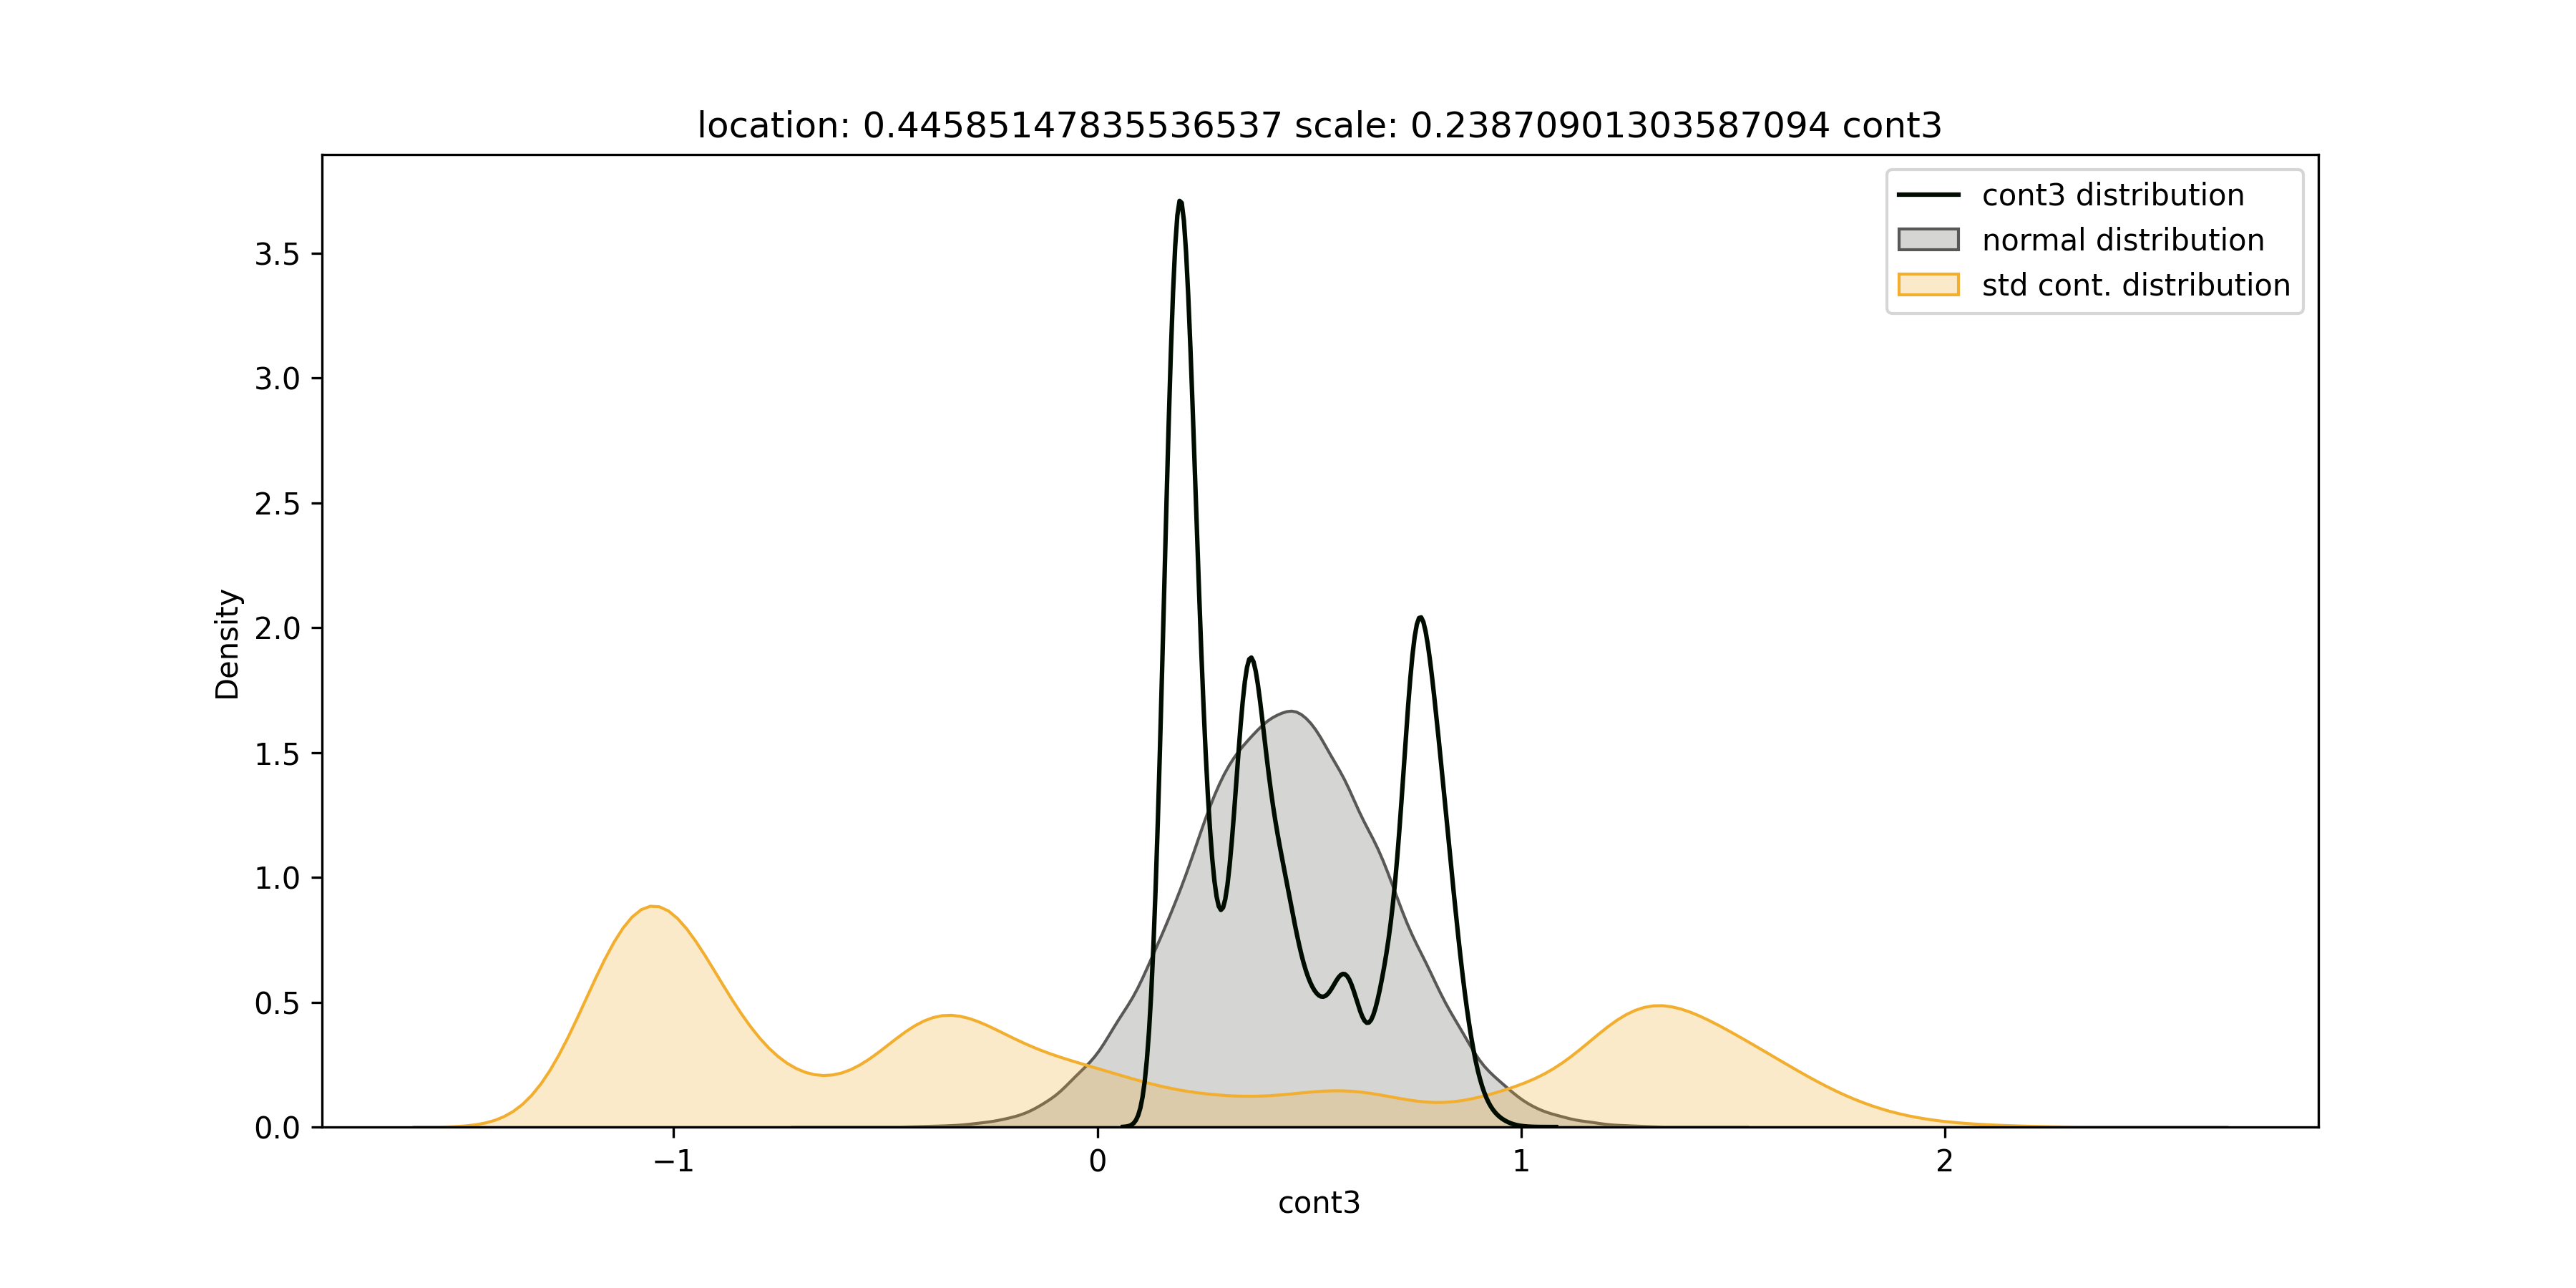 location: 0.44585147835536537 scale: 0.23870901303587094 cont3
cont3 distribution
normal distribution
std cont. distribution
Density
3.5
3.0
2.5
2.0
1.5
1.0
0.5
0.0
−1 0 1 2
cont3